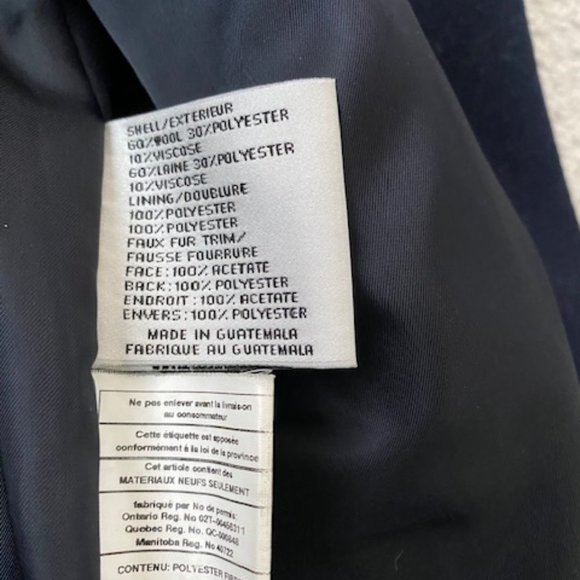 SHELL/EXTERIEUR
60%WOOL 30%POLYESTER
10%VISCOSE
60%LAINE 30%POLYESTER
10%VISCOSE
LINING/DOUBLURE
100%POLYESTER
100%POLYESTER
FAUX FUR TRIM/
FAUSSE FOURRURE
FACE:100% ACETATE
BACK:100% POLYESTER
ENDROIT:100% ACETATE
ENVERS:100% POLYESTER
MADE IN GUATEMALA
FABRIQUE AU GUATEMALA
Ne pas enlever avant la livraison
au consommateur
Cette étiquette est apposée
conformément à la loi de la province
Cet article contient des
MATERIAUX NEUFS SEULEMENT
fabriqué par No de permis:
Ontario Reg. No 02T-00468311
Quebec Reg. No QC-
Manitoba Reg. No 40722
CONTENU: POLYESTER